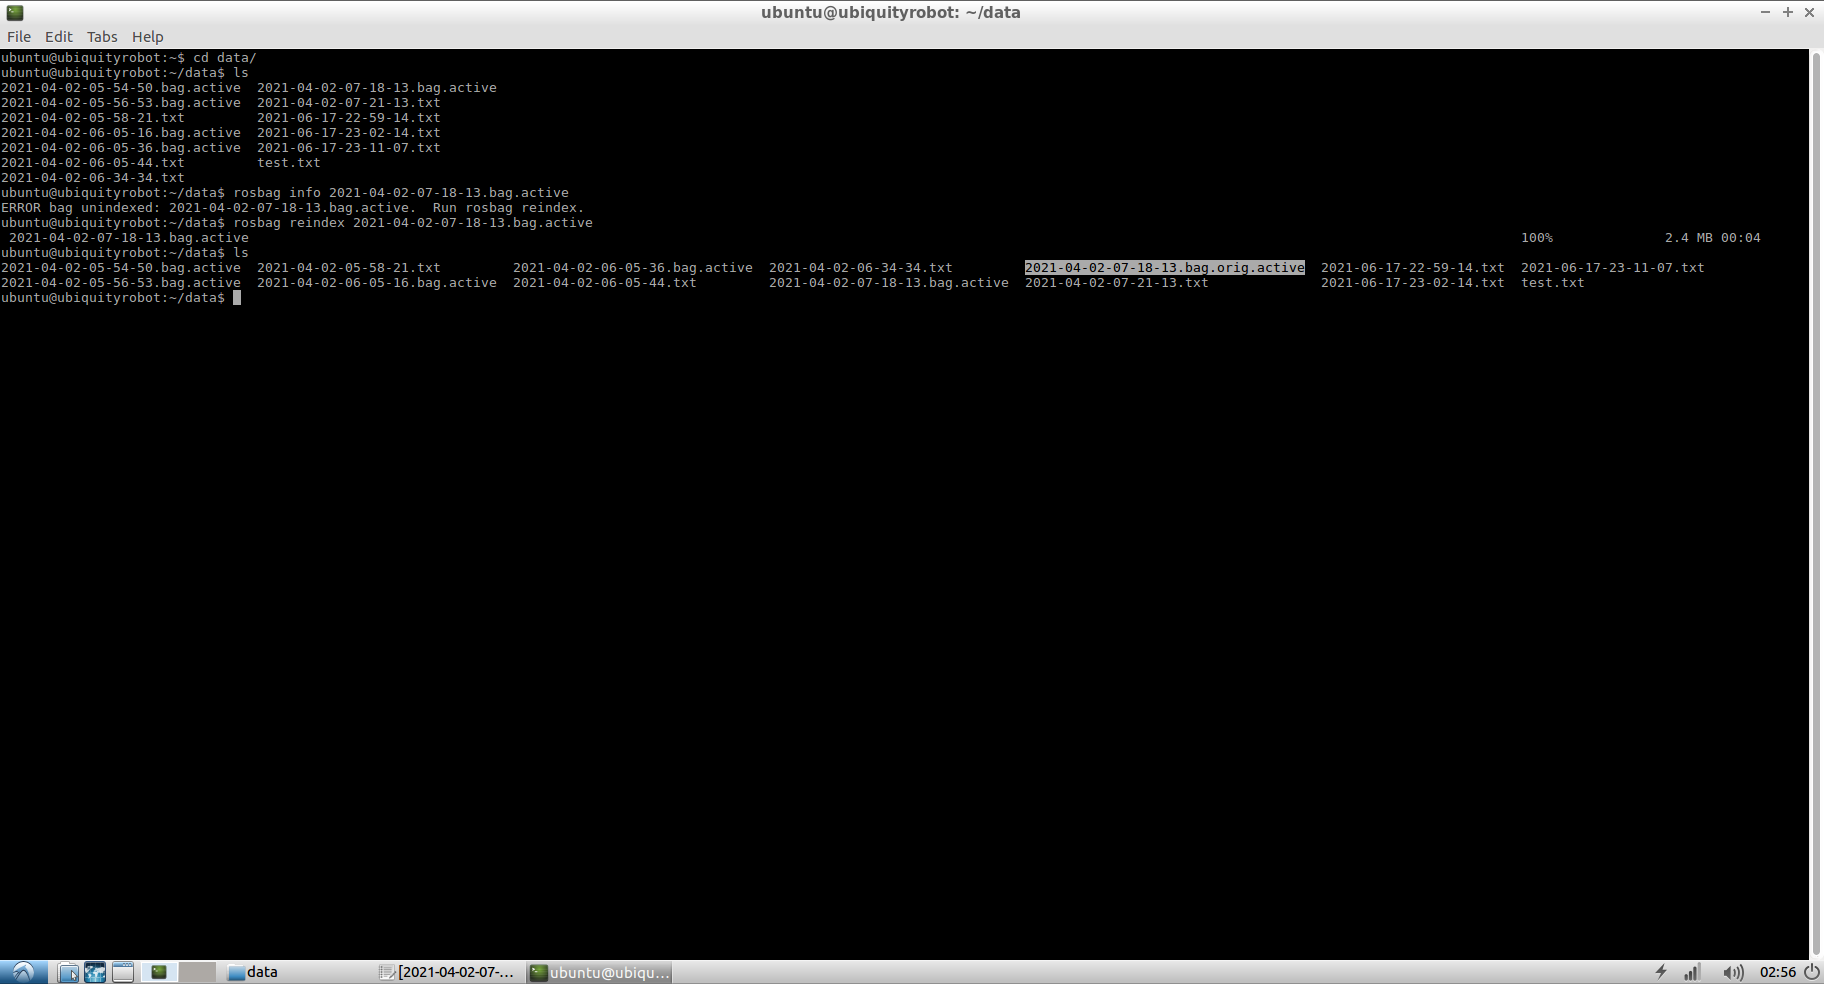 ubuntu@ubiquityrobot: ~/data
File Edit Tabs Help
ubuntu@ubiquityrobot:~$ cd data/
ubuntu@ubiquityrobot:~/data$ ls
2021-04-02-05-54-50.bag.active  2021-04-02-07-18-13.bag.active
2021-04-02-05-56-53.bag.active  2021-04-02-07-21-13.txt
2021-04-02-05-58-21.txt         2021-06-17-22-59-14.txt
2021-04-02-06-05-16.bag.active  2021-06-17-23-02-14.txt
2021-04-02-06-05-36.bag.active  2021-06-17-23-11-07.txt
2021-04-02-06-05-44.txt         test.txt
2021-04-02-06-34-34.txt
ubuntu@ubiquityrobot:~/data$ rosbag info 2021-04-02-07-18-13.bag.active
ERROR bag unindexed: 2021-04-02-07-18-13.bag.active.  Run rosbag reindex.
ubuntu@ubiquityrobot:~/data$ rosbag reindex 2021-04-02-07-18-13.bag.active
 2021-04-02-07-18-13.bag.active 100% 2.4 MB 00:04
ubuntu@ubiquityrobot:~/data$ ls
2021-04-02-05-54-50.bag.active  2021-04-02-05-58-21.txt         2021-04-02-06-05-36.bag.active  2021-04-02-06-34-34.txt         2021-04-02-07-18-13.bag.orig.active  2021-06-17-22-59-14.txt  2021-06-17-23-11-07.txt
2021-04-02-05-56-53.bag.active  2021-04-02-06-05-16.bag.active  2021-04-02-06-05-44.txt         2021-04-02-07-18-13.bag.active  2021-04-02-07-21-13.txt              2021-06-17-23-02-14.txt  test.txt
ubuntu@ubiquityrobot:~/data$
data [2021-04-02-07-... ubuntu@ubiqu... 02:56